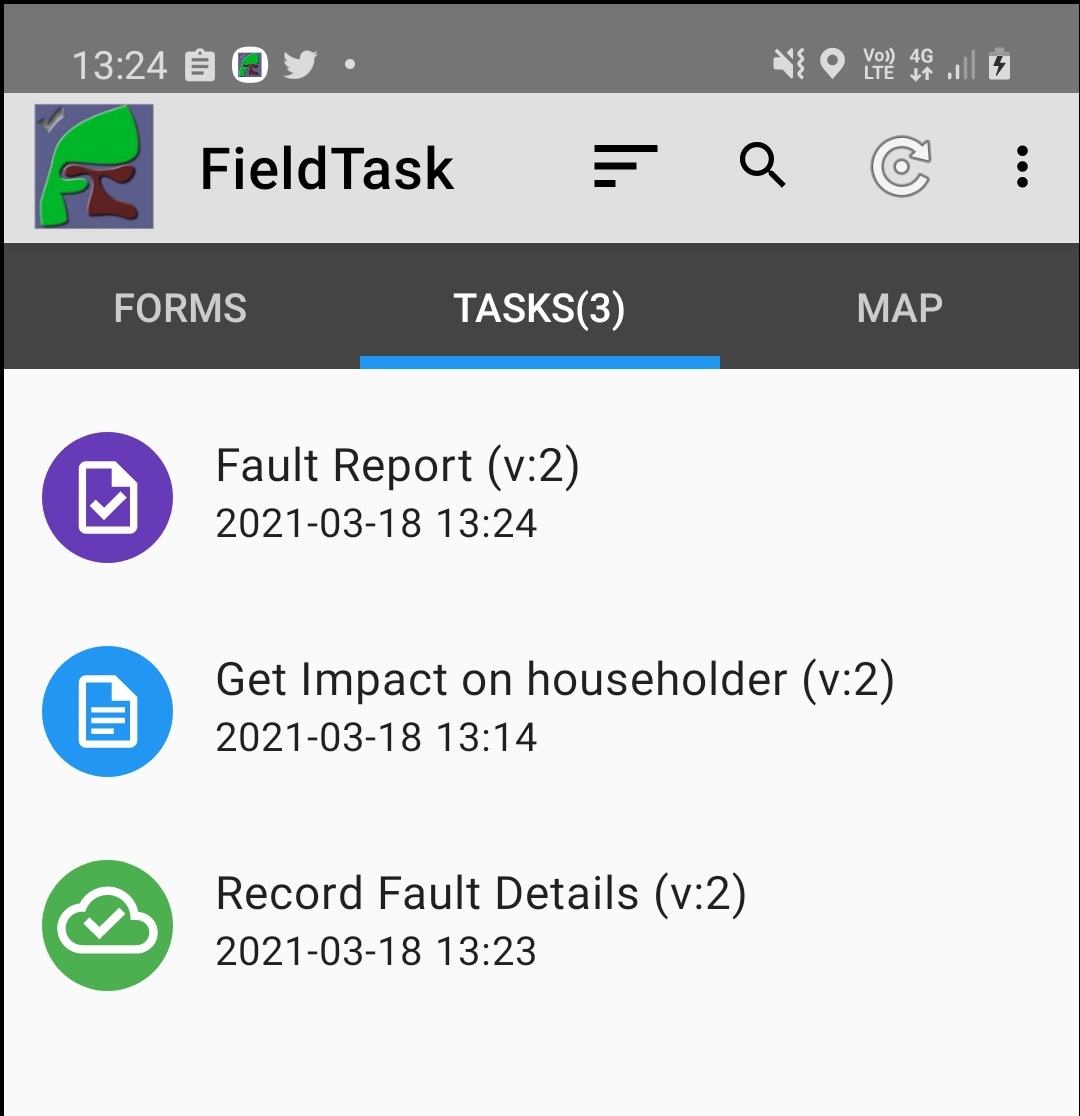 13:24
Vo)) LTE 4G
FieldTask
FORMS TASKS(3) MAP
Fault Report (v:2)
2021-03-18 13:24
Get Impact on householder (v:2)
2021-03-18 13:14
Record Fault Details (v:2)
2021-03-18 13:23